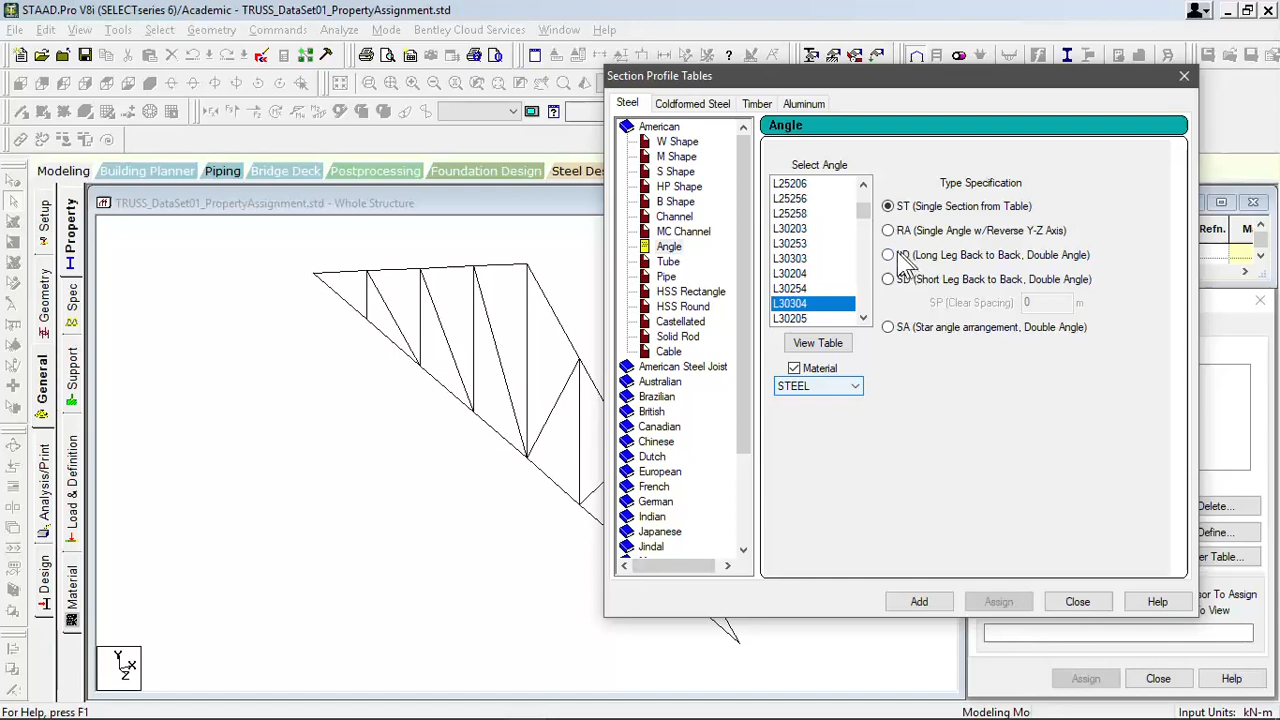 STAAD.Pro V8i (SELECTseries 6)/Academic - TRUSS_DataSet01_PropertyAssignment.std
File Edit View Tools Select Geometry Commands Analyze Mode Bentley Cloud Services Window Help
Section Profile Tables
Steel Coldformed Steel Timber Aluminum
Modeling Building Planner Piping Bridge Deck Postprocessing Foundation Design Steel Des
TRUSS_DataSet01_PropertyAssignment.std - Whole Structure
Setup
General
Analysis/Print
Design
Property
Spec
Support
Load & Definition
Material
American
W Shape
M Shape
S Shape
HP Shape
B Shape
Channel
MC Channel
Angle
Tube
Pipe
HSS Rectangle
HSS Round
Castellated
Solid Rod
Cable
American Steel Joist
Australian
Brazilian
British
Canadian
Chinese
Dutch
European
French
German
Indian
Japanese
Jindal
Angle
Select Angle
L25206
L25256
L25258
L30203
L30253
L30303
L30204
L30254
L30304
L30205
View Table
Material
STEEL
Type Specification
ST (Single Section from Table)
RA (Single Angle w/Reverse Y-Z Axis)
(Long Leg Back to Back, Double Angle)
SD (Short Leg Back to Back, Double Angle)
SP (Clear Spacing) 0 m
SA (Star angle arrangement, Double Angle)
Add Assign Close Help
Refn.
Delete...
Define...
er Table...
sor To Assign
To View
Assign Close Help
Y
X
Z
For Help, press F1
Modeling Mo
Input Units: kN-m